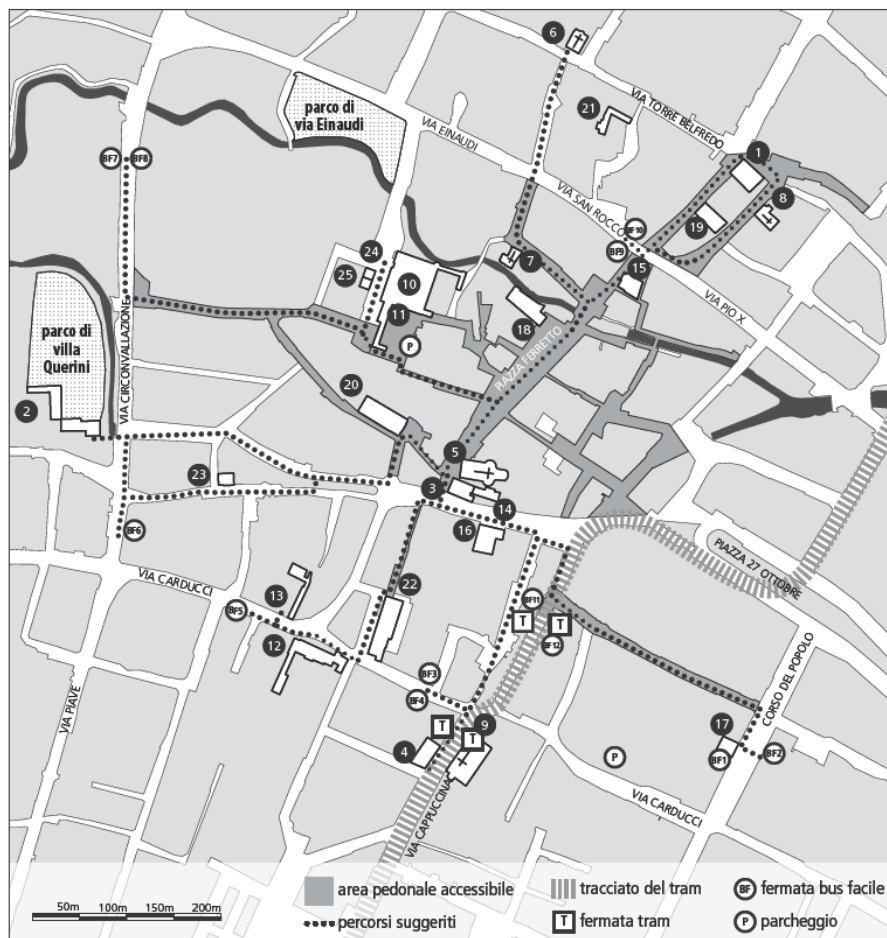 6
parco di
via Einaudi
21
VIA TORRE BELFREDO
VIA EINAUDI
1
BF7
BF8
8
VIA SAN ROCCO
BF10
19
BF9
24
7
15
25
10
VIA PIO X
parco di
villa
Querini
11
18
VIA CIRCONVALLAZIONE
P
PIAZZA FERRETTO
20
2
5
23
3
14
16
BF6
PIAZZA 27 OTTOBRE
VIA CARDUCCI
22
13
BF11
BF5
T
T
12
BF12
CORSO DEL POPOLO
BF3
BF4
VIA PIAVE
9
17
T
T
4
BF1
BF2
P
VIA CAPPUCCINA
VIA CARDUCCI
50m 100m 150m 200m
area pedonale accessibile
percorsi suggeriti
tracciato del tram
T fermata tram
BF fermata bus facile
P parcheggio